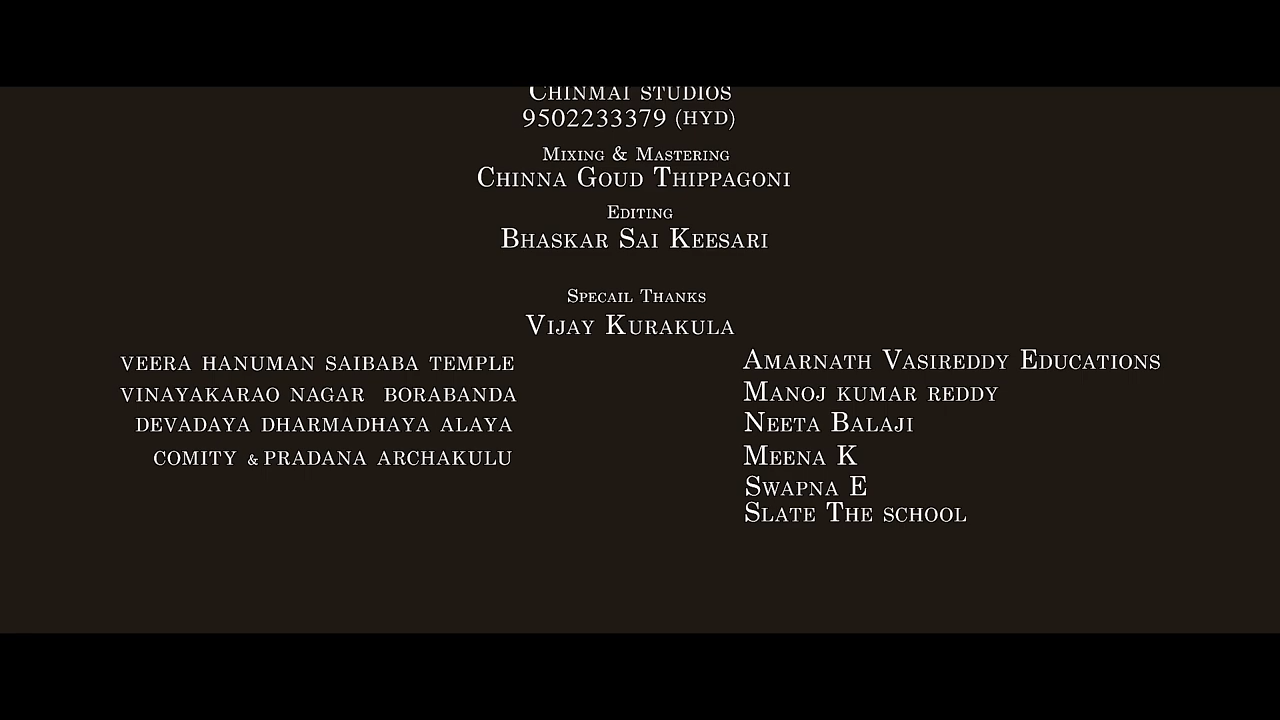 Chinmai studios
9502233379 (HYD)
Mixing & Mastering
Chinna Goud Thippagoni
Editing
Bhaskar Sai Keesari
Specail Thanks
Vijay Kurakula
VEERA HANUMAN SAIBABA TEMPLE
VINAYAKARAO NAGAR BORABANDA
DEVADAYA DHARMADHAYA ALAYA
COMITY & PRADANA ARCHAKULU
Amarnath Vasireddy Educations
Manoj kumar reddy
Neeta Balaji
Meena K
Swapna E
Slate The school